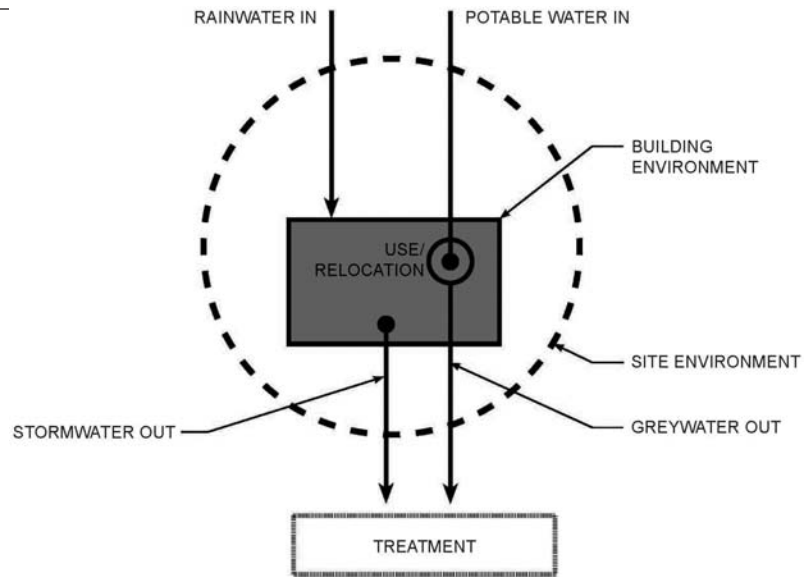 RAINWATER IN
POTABLE WATER IN
BUILDING
ENVIRONMENT
USE/
RELOCATION
SITE ENVIRONMENT
STORMWATER OUT
GREYWATER OUT
TREATMENT